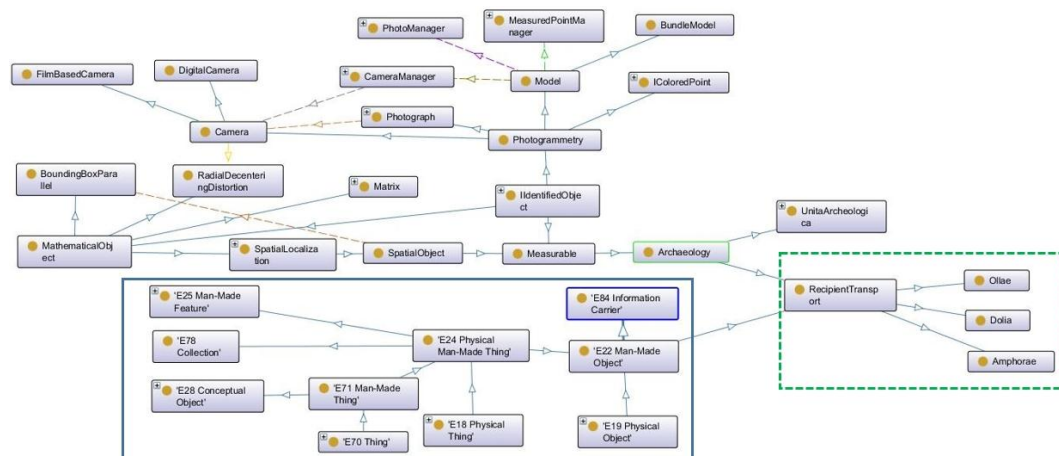 PhotoManager
MeasuredPointMa
nager
BundleModel
FilmBasedCamera
DigitalCamera
CameraManager
Model
IColoredPoint
Photograph
Camera
Photogrammetry
BoundingBoxPara
llel
RadialDecenteri
ngDistortion
Matrix
IIdentifiedObje
ct
UnitaArcheologi
ca
MathematicalObj
ect
SpatialLocaliza
tion
SpatialObject
Measurable
Archaeology
'E25 Man-Made
Feature'
'E84 Information
Carrier'
RecipientTransp
ort
Ollae
'E78
Collection'
'E24 Physical
Man-Made Thing'
'E22 Man-Made
Object'
Dolia
Amphorae
'E28 Conceptual
Object'
'E71 Man-Made
Thing'
'E70 Thing'
'E18 Physical
Thing'
'E19 Physical
Object'